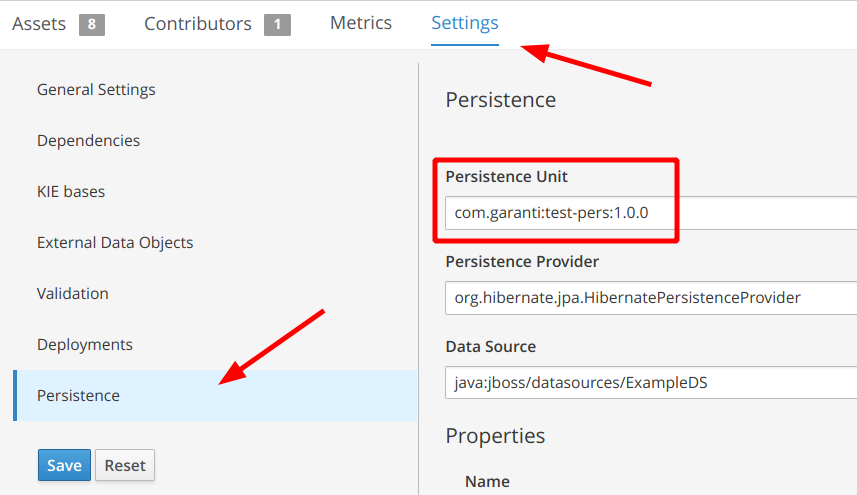 Assets 8 Contributors 1 Metrics Settings
General Settings
Dependencies
KIE bases
External Data Objects
Validation
Deployments
Persistence
Save Reset
Persistence
Persistence Unit
com.garanti:test-pers:1.0.0
Persistence Provider
org.hibernate.jpa.HibernatePersistenceProvider
Data Source
java:jboss/datasources/ExampleDS
Properties
Name